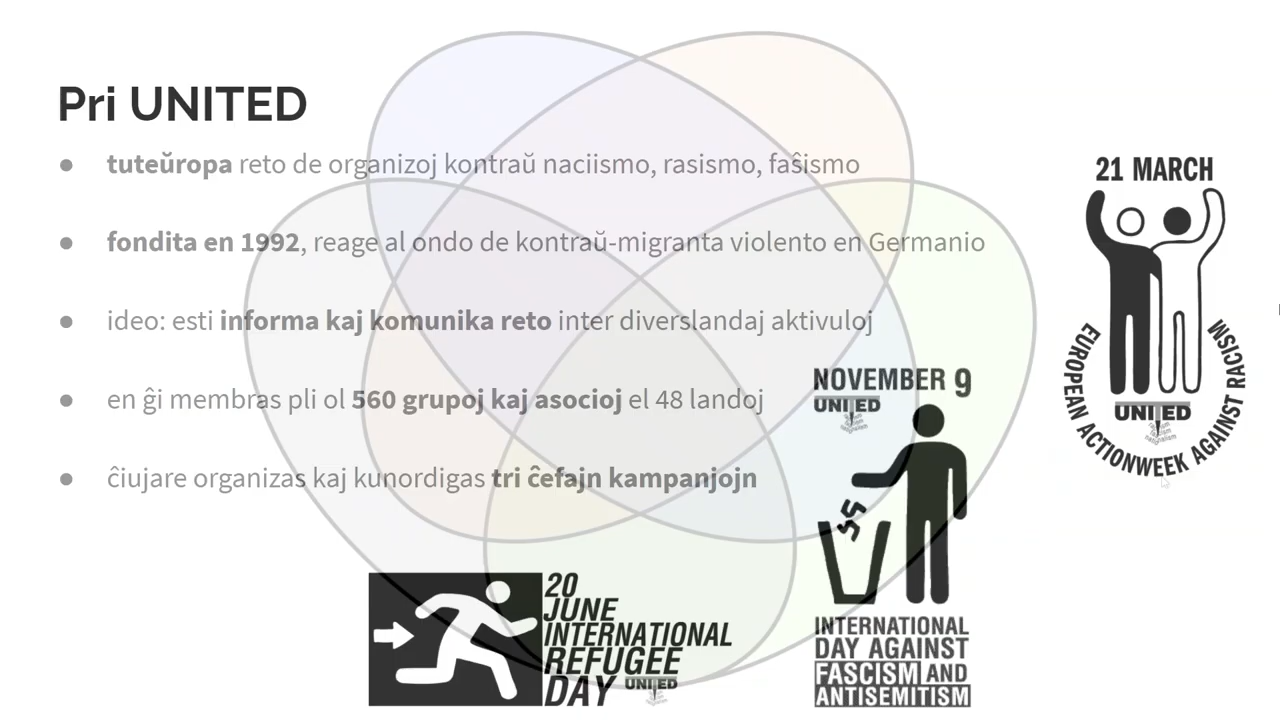 Pri UNITED
● tuteŭropa reto de organizoj kontraŭ naciismo, rasismo, faŝismo
● fondita en 1992, reage al ondo de kontraŭ-migranta violento en Germanio
● ideo: esti informa kaj komunika reto inter diverslandaj aktivuloj
● en ĝi membras pli ol 560 grupoj kaj asocioj el 48 landoj
● ĉiujare organizas kaj kunordigas tri ĉefajn kampanjojn
21 MARCH
EUROPEAN ACTIONWEEK AGAINST RACISM
UNITED
NOVEMBER 9
UNITED
INTERNATIONAL
DAY AGAINST
FASCISM AND
ANTISEMITISM
20
JUNE
INTERNATIONAL
REFUGEE
DAY
UNITED